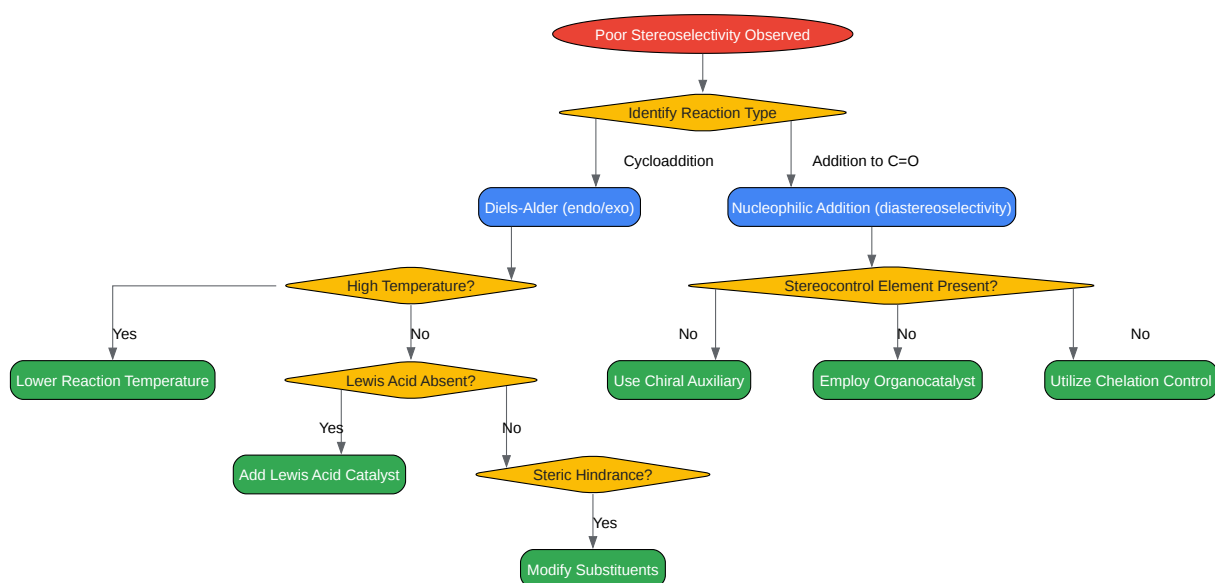 Poor Stereoselectivity Observed
Identify Reaction Type
Cycloaddition
Addition to C=O
Diels-Alder (endo/exo)
Nucleophilic Addition (diastereoselectivity)
High Temperature?
Stereocontrol Element Present?
Yes
No
No
No
No
Lower Reaction Temperature
Lewis Acid Absent?
Use Chiral Auxiliary
Employ Organocatalyst
Utilize Chelation Control
Yes
No
Add Lewis Acid Catalyst
Steric Hindrance?
Yes
Modify Substituents